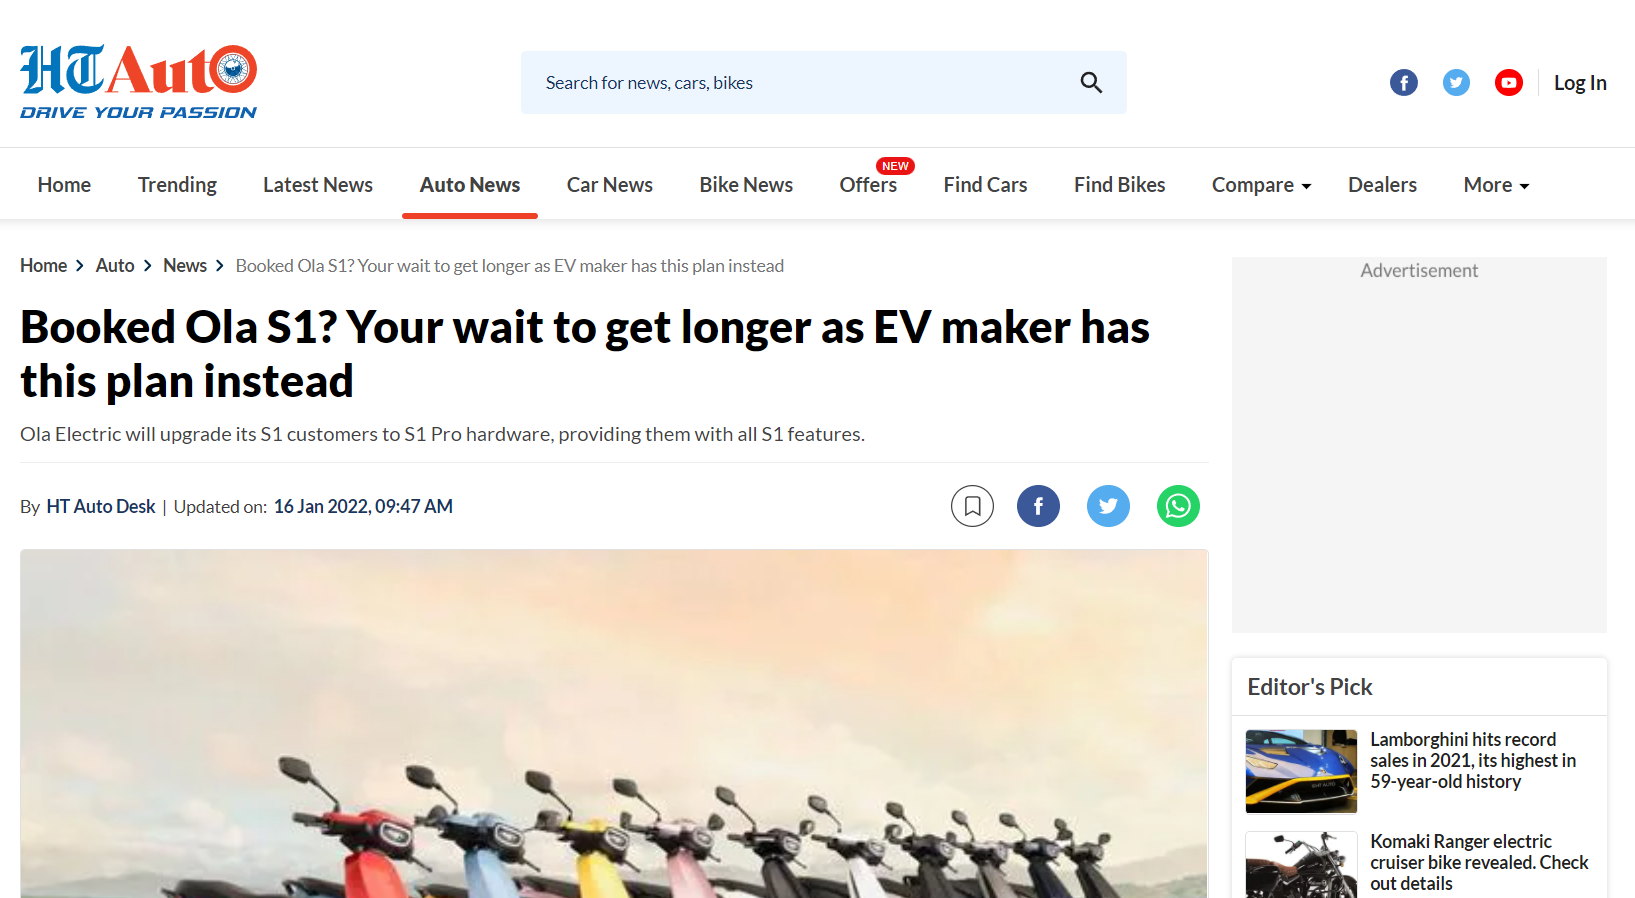 HT Auto
DRIVE YOUR PASSION
Search for news, cars, bikes
Log In
Home
Trending
Latest News
Auto News
Car News
Bike News
Offers
NEW
Find Cars
Find Bikes
Compare
Dealers
More
Home > Auto > News > Booked Ola S1? Your wait to get longer as EV maker has this plan instead
Booked Ola S1? Your wait to get longer as EV maker has
this plan instead
Ola Electric will upgrade its S1 customers to S1 Pro hardware, providing them with all S1 features.
By HT Auto Desk | Updated on: 16 Jan 2022, 09:47 AM
Advertisement
Editor's Pick
Lamborghini hits record
sales in 2021, its highest in
59-year-old history
Komaki Ranger electric
cruiser bike revealed. Check
out details